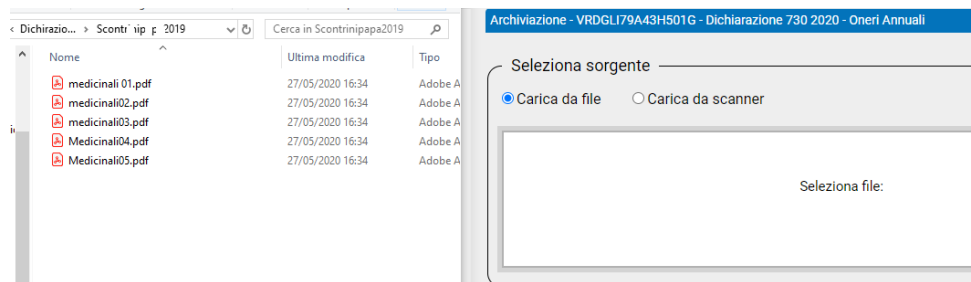 Dichirazio... > Scontrinip p 2019
Cerca in Scontrinipapa2019
Nome Ultima modifica Tipo
medicinali 01.pdf 27/05/2020 16:34 Adobe A
medicinali02.pdf 27/05/2020 16:34 Adobe A
medicinali03.pdf 27/05/2020 16:34 Adobe A
Medicinali04.pdf 27/05/2020 16:34 Adobe A
Medicinali05.pdf 27/05/2020 16:34 Adobe A
Archiviazione - VRDGLI79A43H501G - Dichiarazione 730 2020 - Oneri Annuali
Seleziona sorgente
Carica da file Carica da scanner
Seleziona file: